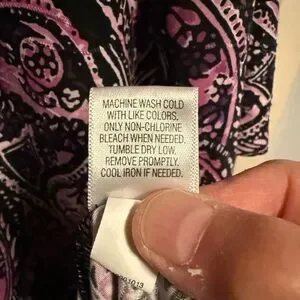 MACHINE WASH COLD
WITH LIKE COLORS.
ONLY NON-CHLORINE
BLEACH WHEN NEEDED.
TUMBLE DRY LOW.
REMOVE PROMPTLY.
COOL IRON IF NEEDED.